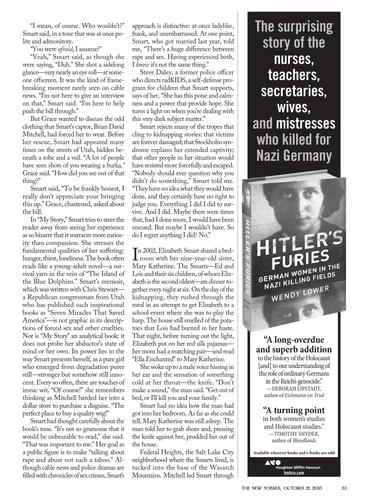 "I mean, of course. Who wouldn't?"
Smart said, in a tone that was at once po-
lite and admonitory.
"You were afraid, I assume?"
"Yeah," Smart said, as though she
were saying, "Duh." She shot a sidelong
glance—very nearly an eye roll—at some-
one offscreen. It was the kind of frame-
breaking moment rarely seen on cable
news. "I'm not here to give an interview
on that," Smart said. "I'm here to help
push the bill through."
But Grace wanted to discuss the odd
clothing that Smart's captor, Brian David
Mitchell, had forced her to wear. Before
her rescue, Smart had appeared many
times on the streets of Utah, hidden be-
neath a robe and a veil. "A lot of people
have seen shots of you wearing a burka,"
Grace said. "How did you see out of that
thing?"
Smart said, "To be frankly honest, I
really don't appreciate your bringing
this up." Grace, chastened, asked about
the bill.
In "My Story," Smart tries to steer the
reader away from seeing her experience
as so bizarre that it warrants more curios-
ity than compassion. She stresses the
fundamental qualities of her suffering:
hunger, thirst, loneliness. The book often
reads like a young-adult novel—a sur-
vival yarn in the vein of "The Island of
the Blue Dolphins." Smart's memoir,
which was written with Chris Stewart—
a Republican congressman from Utah
who has published such inspirational
books as "Seven Miracles That Saved
America"—is not graphic in its descrip-
tions of forced sex and other cruelties.
Nor is "My Story" an analytical book: it
does not probe her abductor's state of
mind or her own. Its power lies in the
way Smart presents herself, as a pure girl
who emerged from degradation purer
still—stronger but somehow still inno-
cent. Every so often, there are touches of
ironic wit. "Of course!" she remembers
thinking as Mitchell herded her into a
dollar store to purchase a disguise. "The
perfect place to buy a quality wig!"
Smart had thought carefully about the
book's tone. "It's not so gruesome that it
would be unbearable to read," she said.
"That was important to me." Her goal as
a public figure is to make "talking about
rape and abuse not such a taboo." Al-
though cable news and police dramas are
filled with chronicles of sex crimes, Smart's
approach is distinctive: at once ladylike,
frank, and unembarrassed. At one point,
Smart, who got married last year, told
me, "There's a huge difference between
rape and sex. Having experienced both,
I know it's not the same thing."
Steve Daley, a former police officer
who directs radKIDS, a self-defense pro-
gram for children that Smart supports,
says of her, "She has this poise and calm-
ness and a power that provide hope. She
turns a light on when you're dealing with
this very dark subject matter."
Smart rejects many of the tropes that
cling to kidnapping stories: that victims
are forever damaged; that Stockholm syn-
drome explains her extended captivity;
that other people in her situation would
have resisted more forcefully and escaped.
"Nobody should ever question why you
didn't do something," Smart told me.
"They have no idea what they would have
done, and they certainly have no right to
judge you. Everything I did I did to sur-
vive. And I did. Maybe there were times
that, had I done more, I would have been
rescued. But maybe I wouldn't have. So
do I regret anything I did? No."
In 2002, Elizabeth Smart shared a bed-
room with her nine-year-old sister,
Mary Katherine. The Smarts—Ed and
Lois and their six children, of whom Eliz-
abeth is the second oldest—ate dinner to-
gether every night at six. On the day of the
kidnapping, they rushed through the
meal in an attempt to get Elizabeth to a
school event where she was to play the
harp. The house still smelled of the pota-
toes that Lois had burned in her haste.
That night, before turning out the light,
Elizabeth put on her red silk pajamas—
her mom had a matching pair—and read
"Ella Enchanted" to Mary Katherine.
She woke up to a male voice hissing in
her ear and the sensation of something
cold at her throat—the knife. "Don't
make a sound," the man said. "Get out of
bed, or I'll kill you and your family."
Smart had no idea how the man had
got into her bedroom. As far as she could
tell, Mary Katherine was still asleep. The
man told her to grab shoes and, pressing
the knife against her, prodded her out of
the house.
Federal Heights, the Salt Lake City
neighborhood where the Smarts lived, is
tucked into the base of the Wasatch
Mountains. Mitchell led Smart through
The surprising
story of the
nurses,
teachers,
secretaries,
wives,
and mistresses
who killed for
Nazi Germany
HITLER'S
FURIES
GERMAN WOMEN IN THE
NAZI KILLING FIELDS
WENDY LOWER
"A long-overdue
and superb addition
to the history of the Holocaust
[and] to our understanding of
the role of ordinary Germans
in the Reich's genocide."
—DEBORAH LIPSTADT,
author of Eichmann on Trial
"A turning point
in both women's studies
and Holocaust studies."
—TIMOTHY SNYDER,
author of Bloodlands
Available wherever books and e-books are sold
Houghton Mifflin Harcourt
hmhco.com
THE NEW YORKER, OCTOBER 21, 2013 33